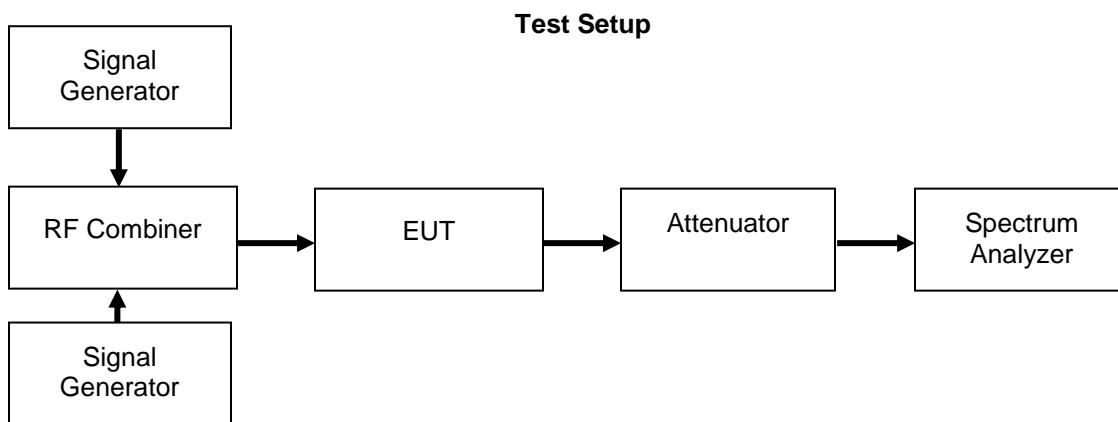 Test Setup
Signal
Generator
RF Combiner
EUT
Attenuator
Spectrum
Analyzer
Signal
Generator